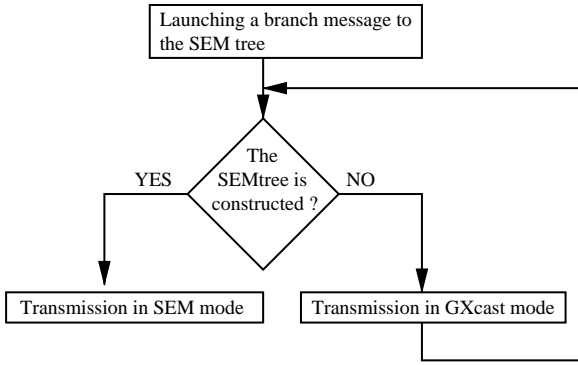 Launching a branch message to
the SEM tree
The
SEMtree is
constructed ?
YES
NO
Transmission in SEM mode
Transmission in GXcast mode